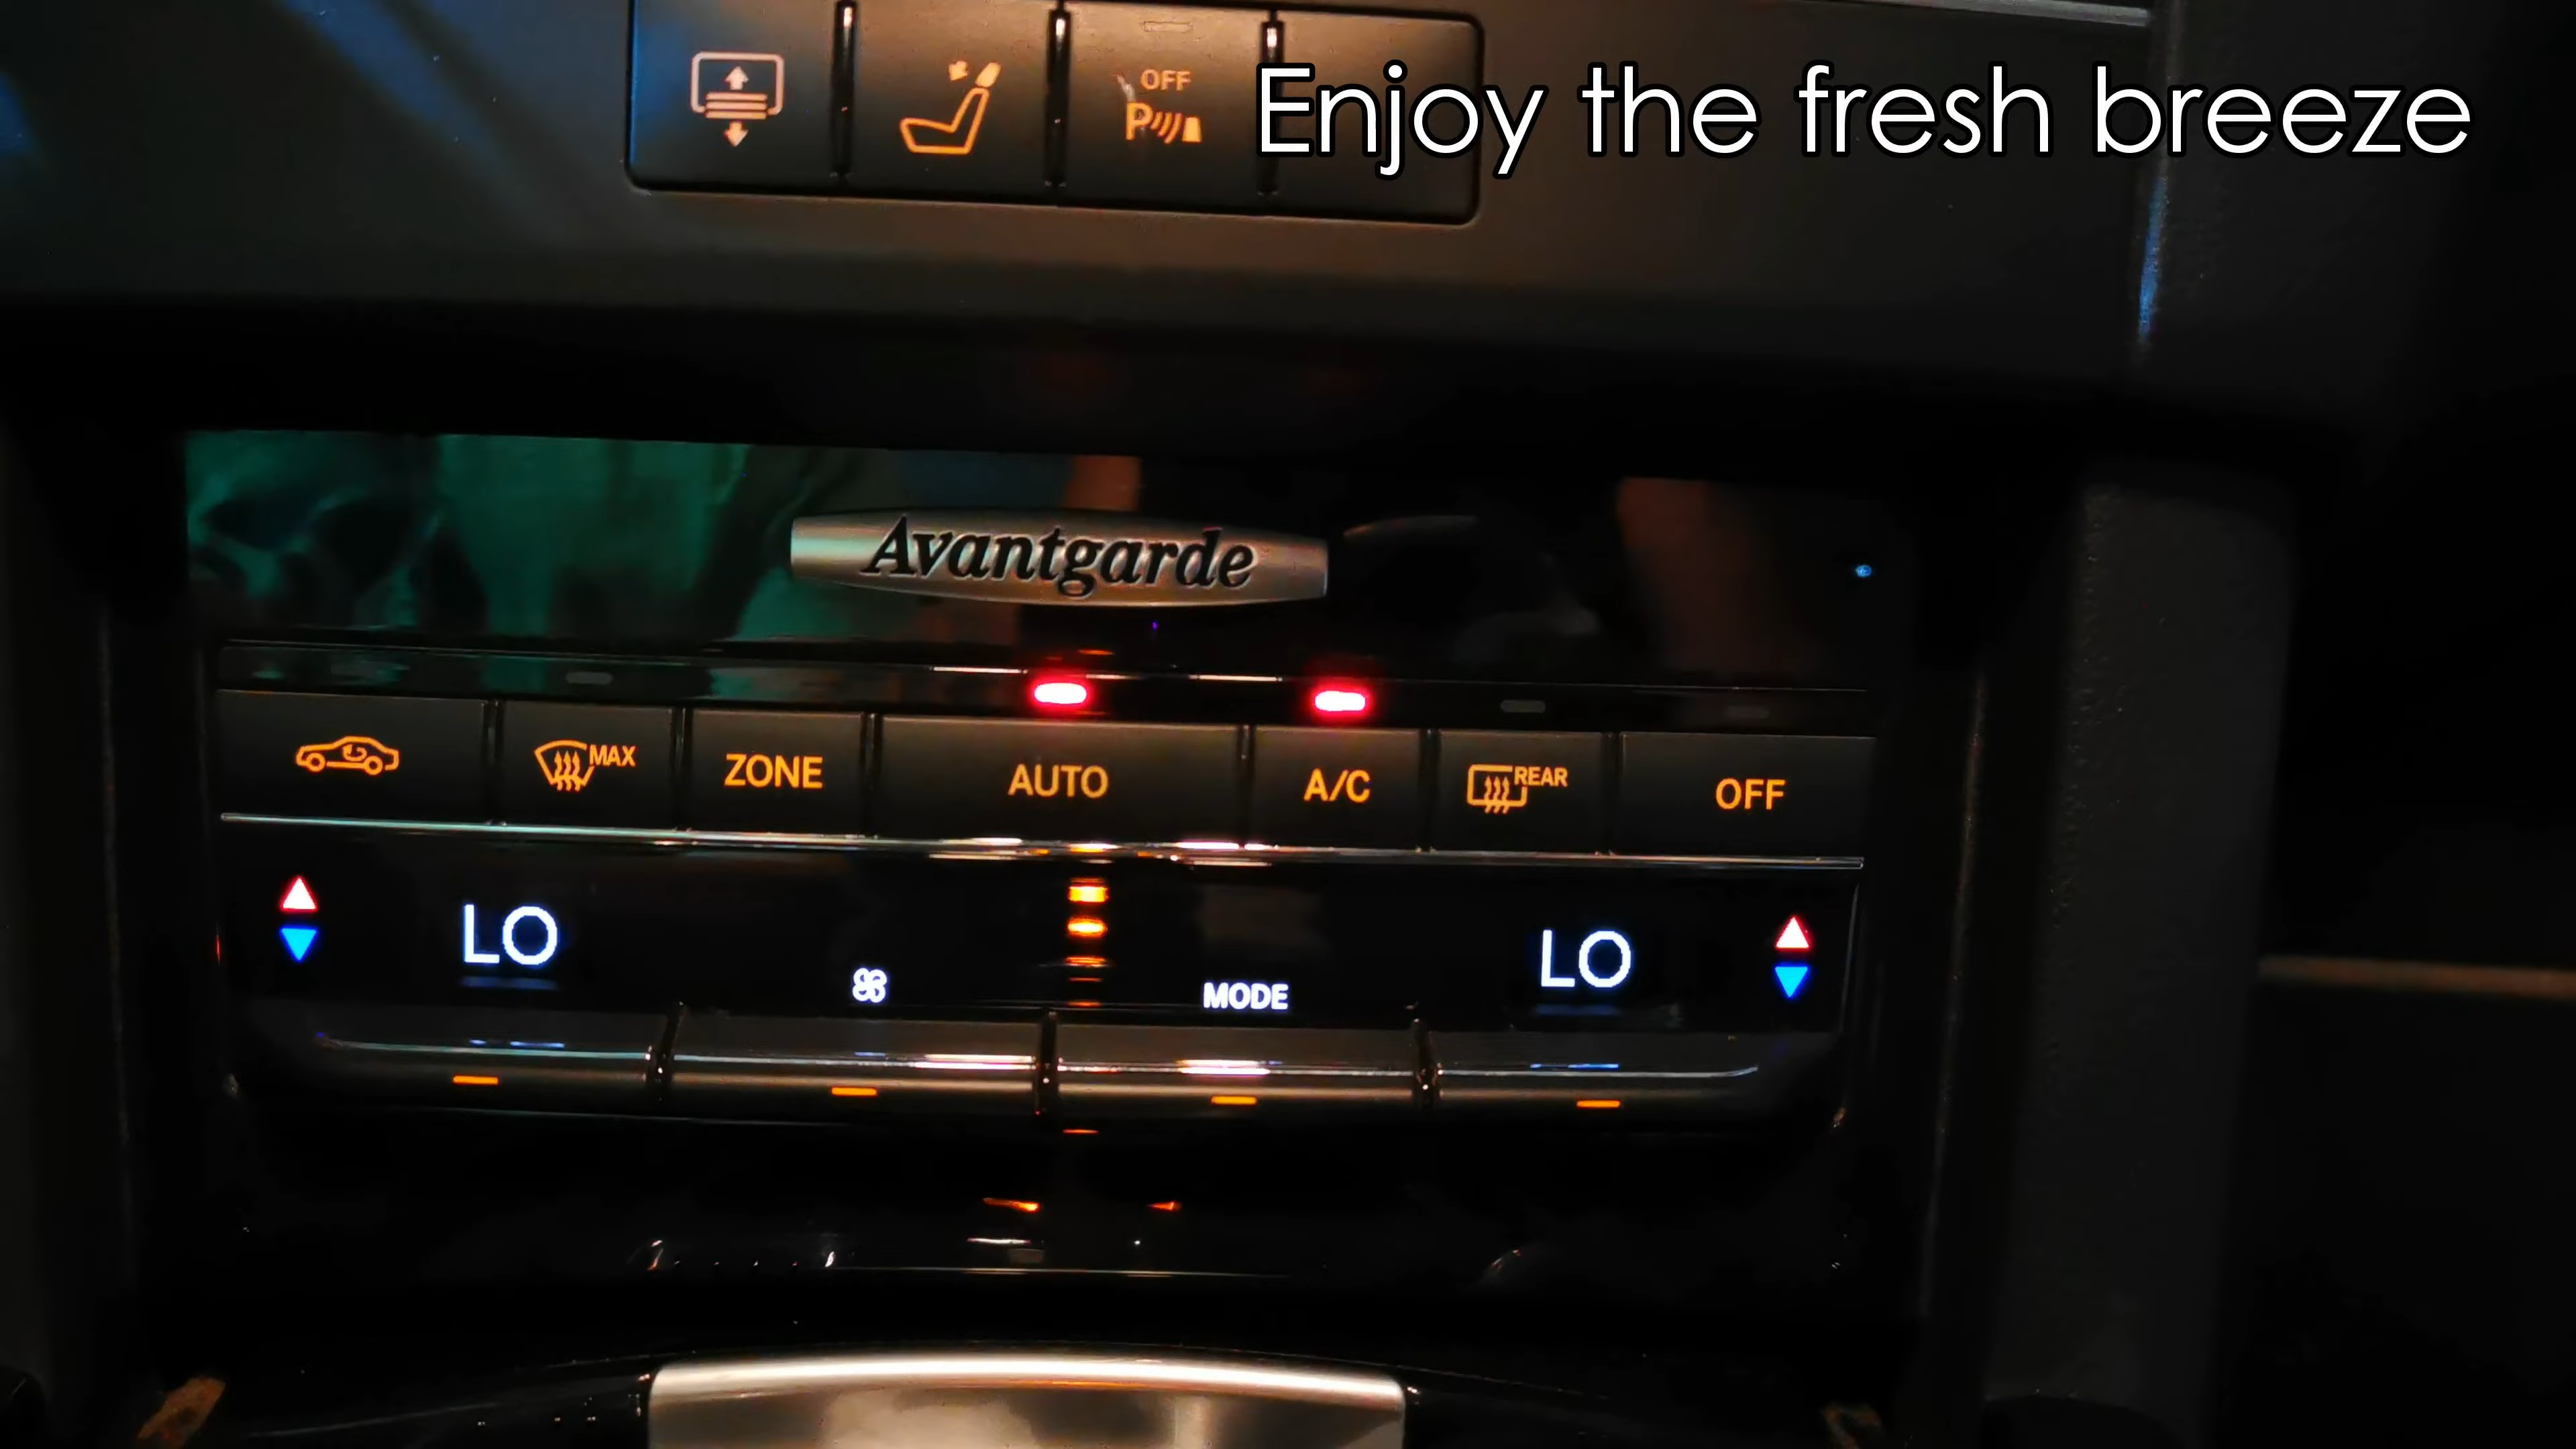 OFF
P
Enjoy the fresh breeze
Avantgarde
MAX
ZONE
AUTO
A/C
REAR
OFF
LO
LO
MODE